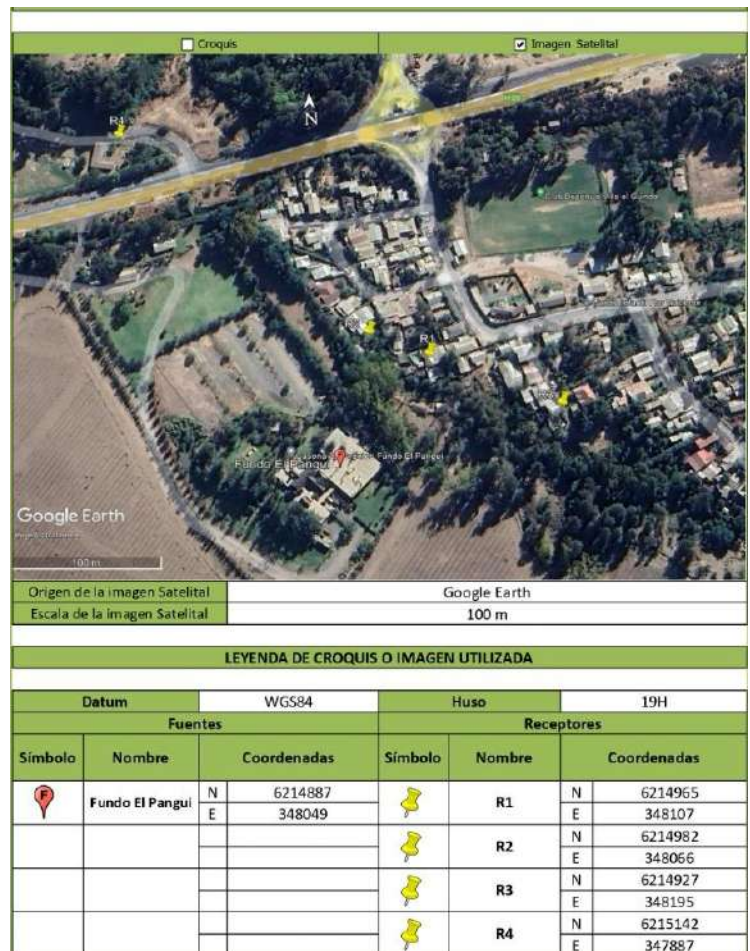 Croquis
Imagen Satelital
R4
N
R1
Fundo El Pangui
Fundo El Pangui
Google Earth
100 m
Origen de la imagen Satelital Google Earth
Escala de la imagen Satelital 100 m
LEYENDA DE CROQUIS O IMAGEN UTILIZADA
Datum WGS84 Huso 19H
Fuentes Receptores
Símbolo Nombre Coordenadas Símbolo Nombre Coordenadas
F Fundo El Pangui N 6214887 R1 N 6214965
E 348049 E 348107
R2 N 6214982
E 348066
R3 N 6214927
E 348195
R4 N 6215142
E 347887